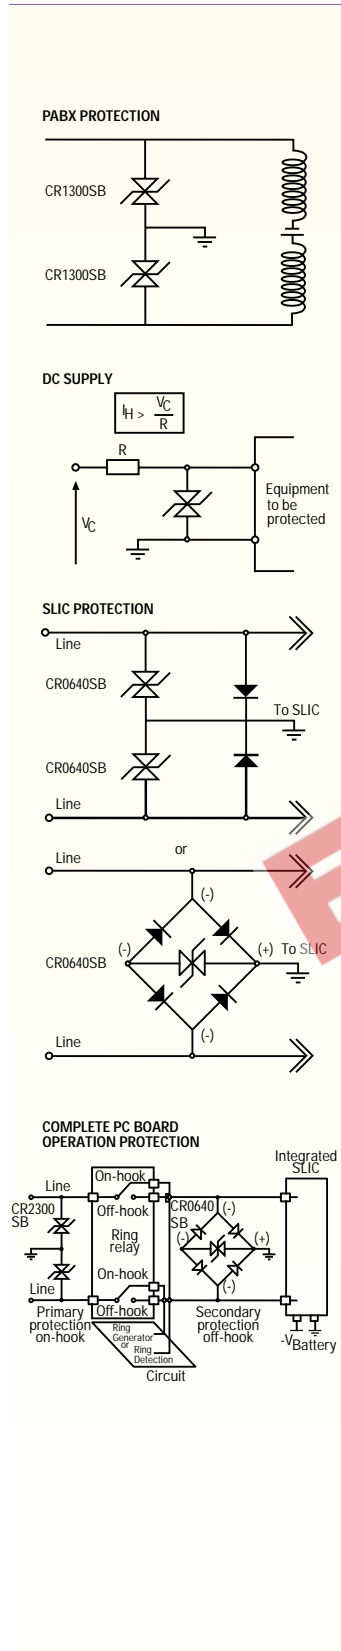 PABX PROTECTION
CR1300SB
CR1300SB
DC SUPPLY
IH > VC
R
R
VC
Equipment
to be
protected
SLIC PROTECTION
Line
CR0640SB
To SLIC
CR0640SB
Line
or
Line
(-)
(-)
(+) To SLIC
CR0640SB
(-)
Line
COMPLETE PC BOARD
OPERATION PROTECTION
Integrated
SLIC
On-hook
Line
CR2300
SB
CR0640
SB
(-)
Off-hook
Ring
relay
(-)
(+)
On-hook
Line
(-)
Off-hook
Primary
protection
on-hook
Secondary
protection
off-hook
Ring
Generator
or
Ring
Detection
Circuit
-V
Battery